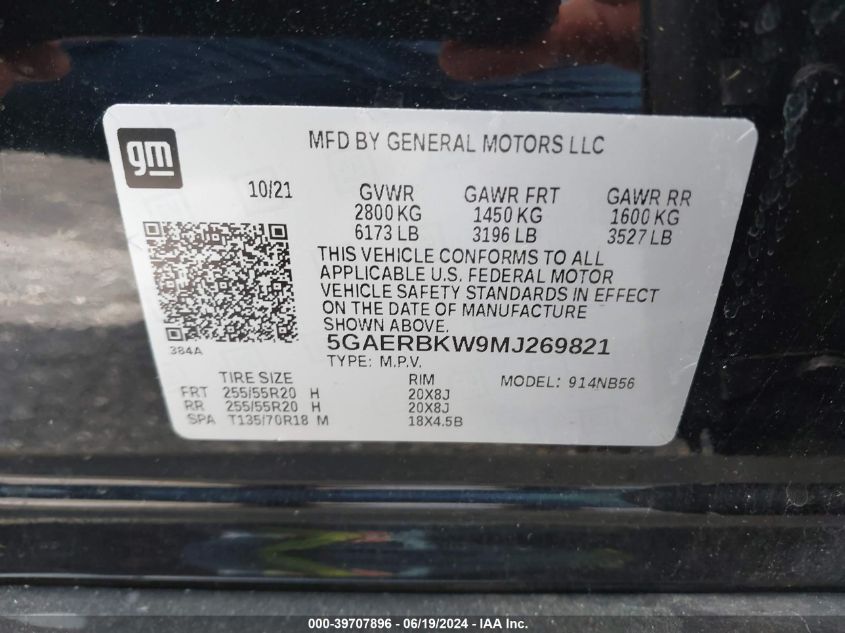 gm
MFD BY GENERAL MOTORS LLC
10/21 GVWR GAWR FRT GAWR RR
2800 KG 1450 KG 1600 KG
6173 LB 3196 LB 3527 LB
THIS VEHICLE CONFORMS TO ALL
APPLICABLE U.S. FEDERAL MOTOR
VEHICLE SAFETY STANDARDS IN EFFECT
ON THE DATE OF MANUFACTURE
SHOWN ABOVE.
384A
5GAERBKW9MJ269821
TYPE: M.P.V.
TIRE SIZE RIM MODEL: 914NB56
FRT 255/55R20 H 20X8J
RR 255/55R20 H 20X8J
SPA T135/70R18 M 18X4.5B
000-39707896 - 06/19/2024 - IAA Inc.